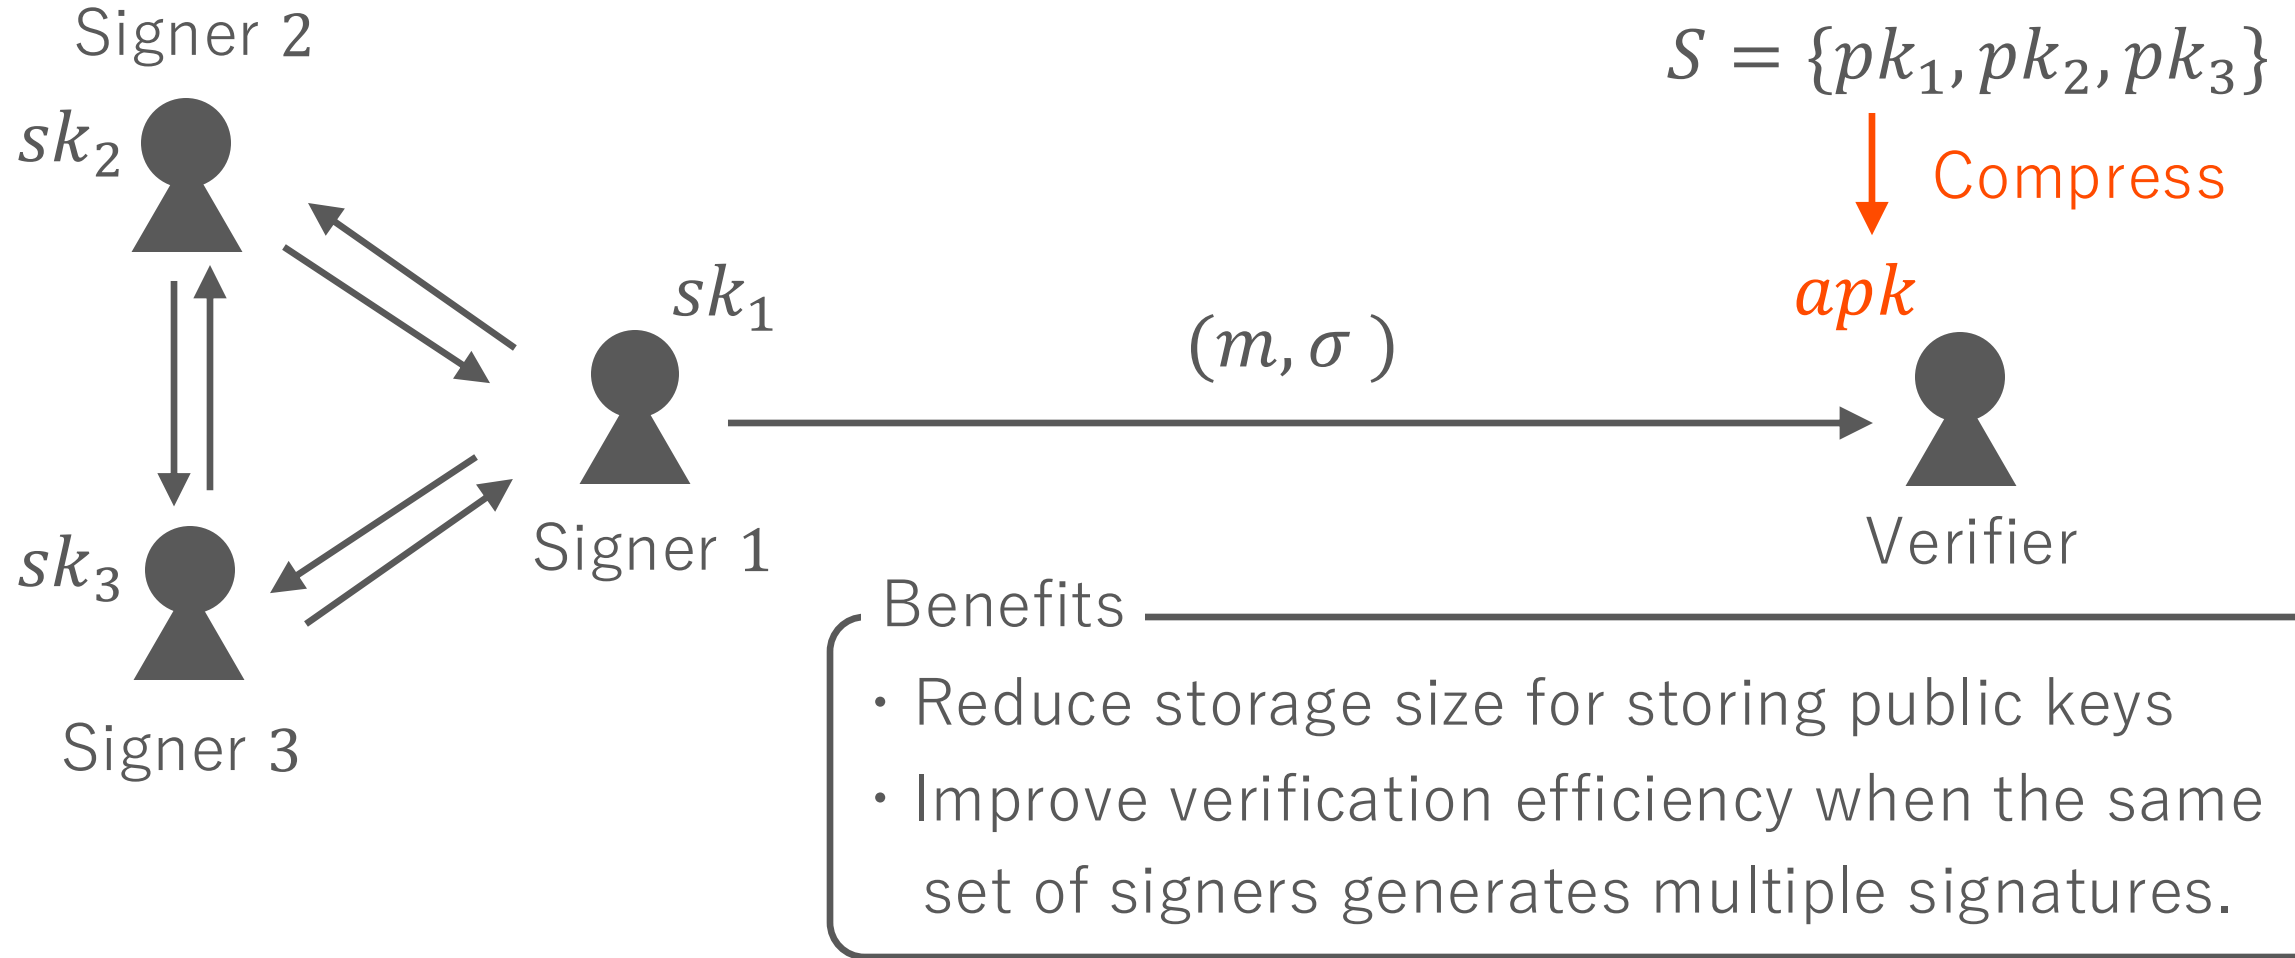 Signer 2
S = {pk₁, pk₂, pk₃}
sk₂
Compress
sk₁
apk
(m, σ )
Signer 1
Verifier
sk₃
Signer 3
Benefits
・Reduce storage size for storing public keys
・Improve verification efficiency when the same
set of signers generates multiple signatures.